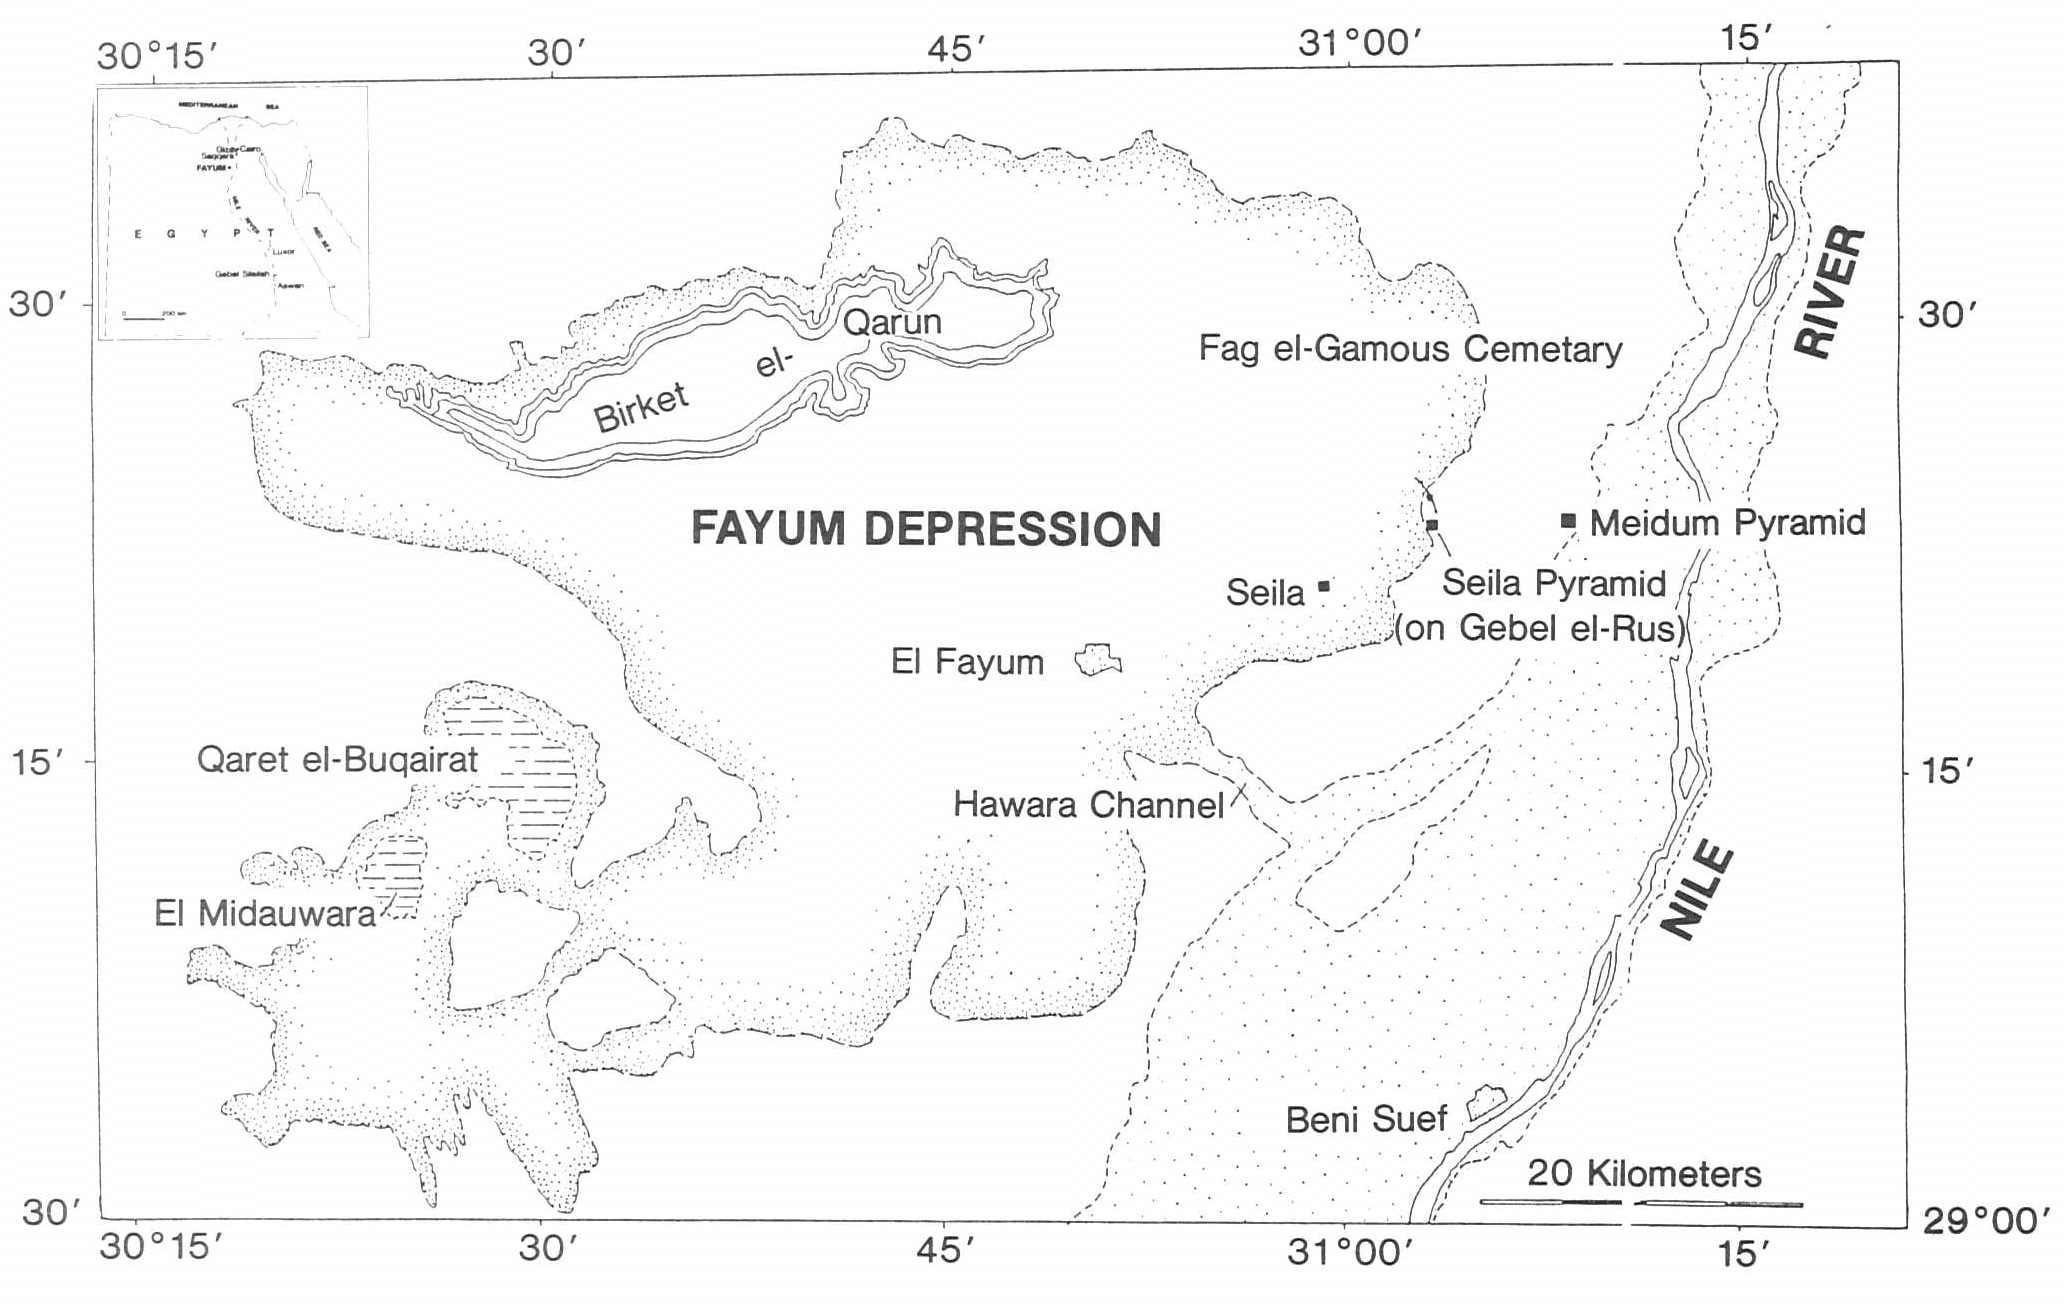 30°15′ 30′ 45′ 31°00′ 15′
MEDITERRANEAN SEA
Giza Cairo
Saqqara
FAYUM
NILE RIVER
E G Y P T
RED SEA
Luxor
Gebel Silsilah
Aswan
0 200 km
RIVER
30′ 30′
Qarun
el-
Birket
Fag el-Gamous Cemetary
FAYUM DEPRESSION
Meidum Pyramid
Seila
Seila Pyramid
(on Gebel el-Rus)
El Fayum
Qaret el-Buqairat
15′ 15′
Hawara Channel
NILE
El Midauwara
Beni Suef
20 Kilometers
30′ 29°00′
30°15′ 30′ 45′ 31°00′ 15′